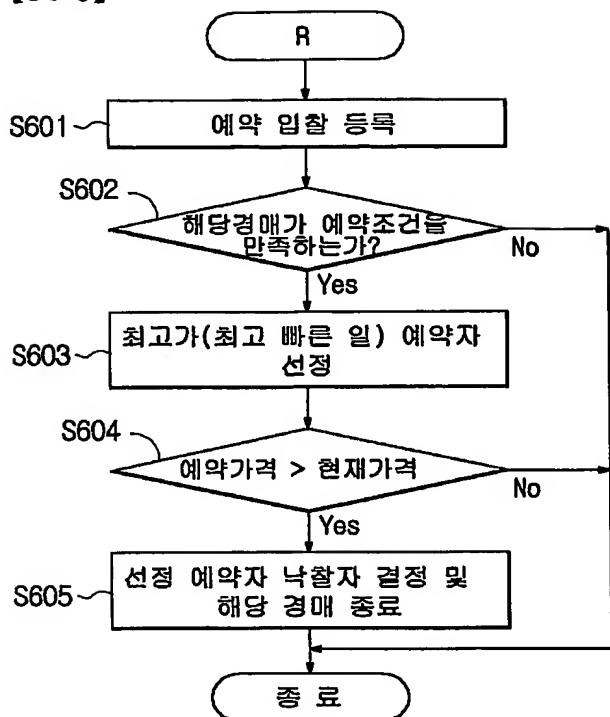 R
S601
예약 입찰 등록
S602
해당경매가 예약조건을
만족하는가?
No
Yes
S603
최고가(최고 빠른 일) 예약자
선정
S604
예약가격 > 현재가격
No
Yes
S605
선정 예약자 낙찰자 결정 및
해당 경매 종료
종 료